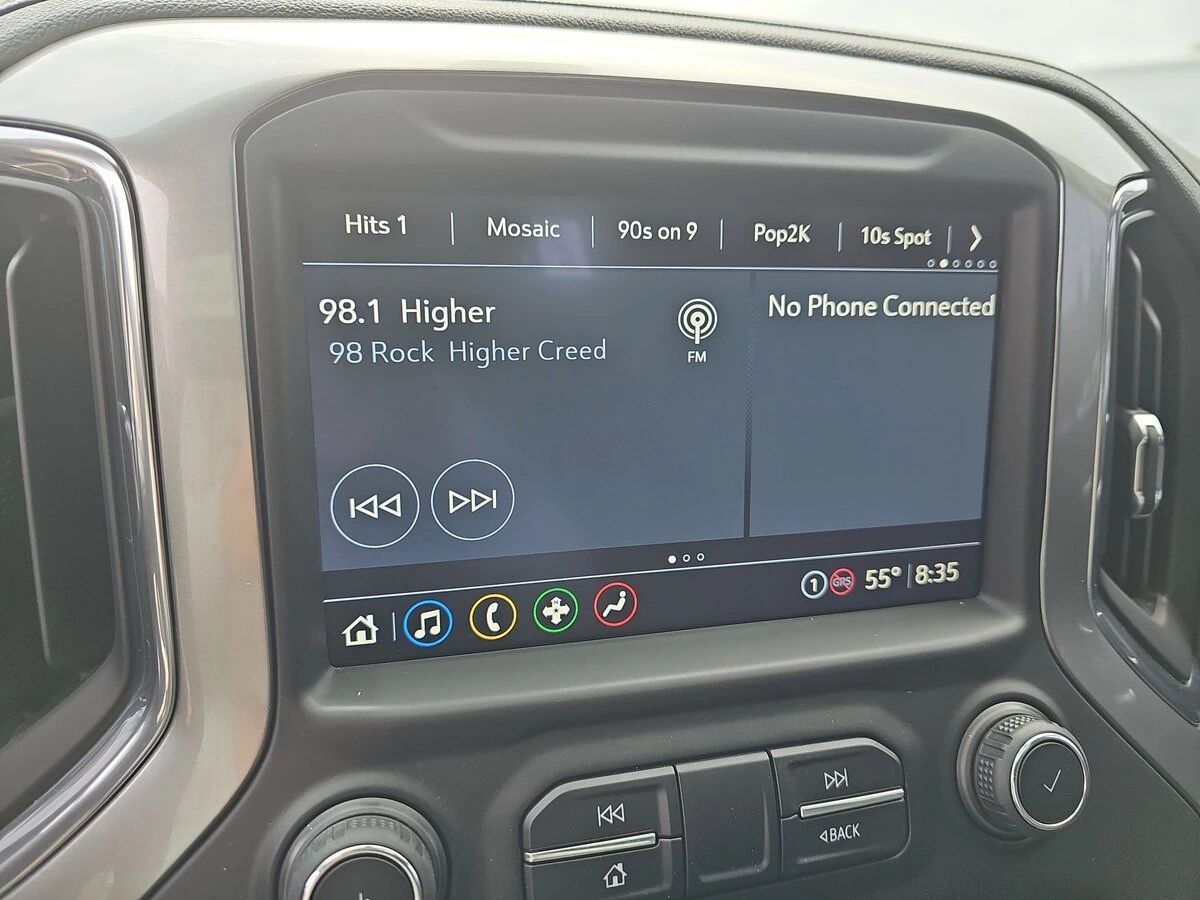 Hits 1 Mosaic 90s on 9 Pop2K 10s Spot
98.1 Higher
98 Rock Higher Creed
FM
No Phone Connected
1 GPS 55° 8:35
BACK